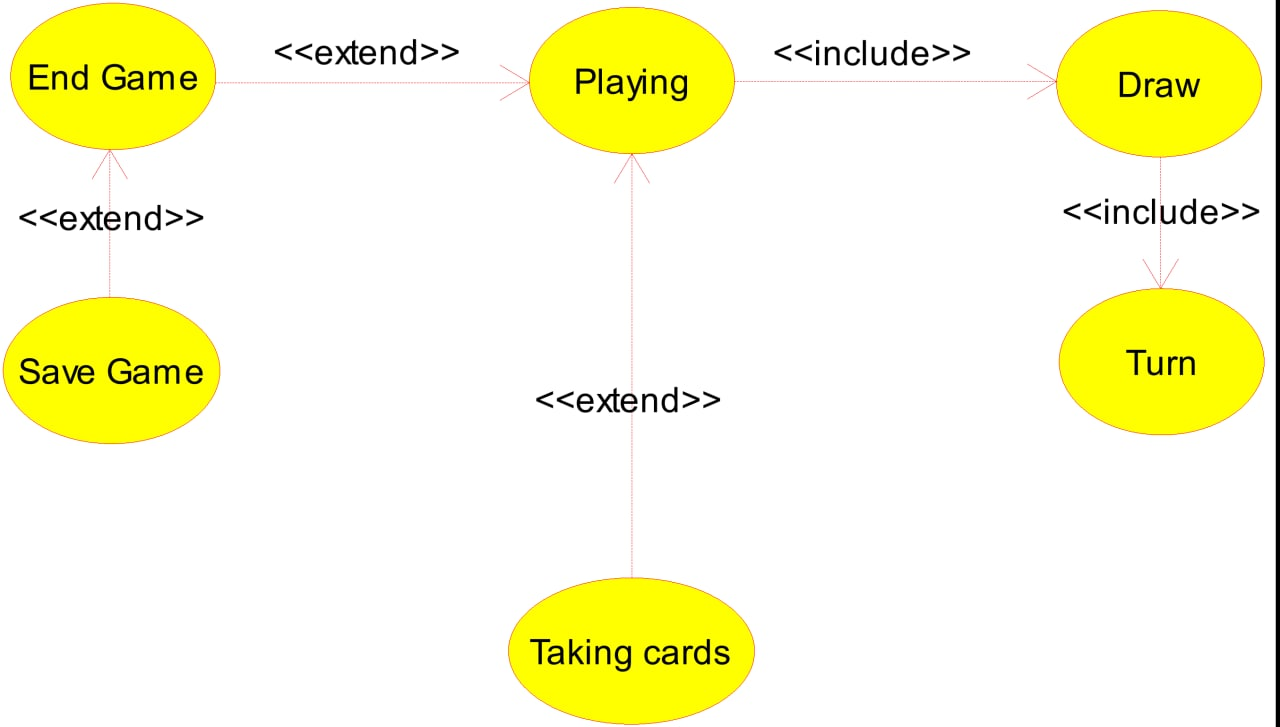 End Game
<<extend>>
Playing
<<include>>
Draw
<<extend>>
<<include>>
Save Game
Turn
<<extend>>
Taking cards